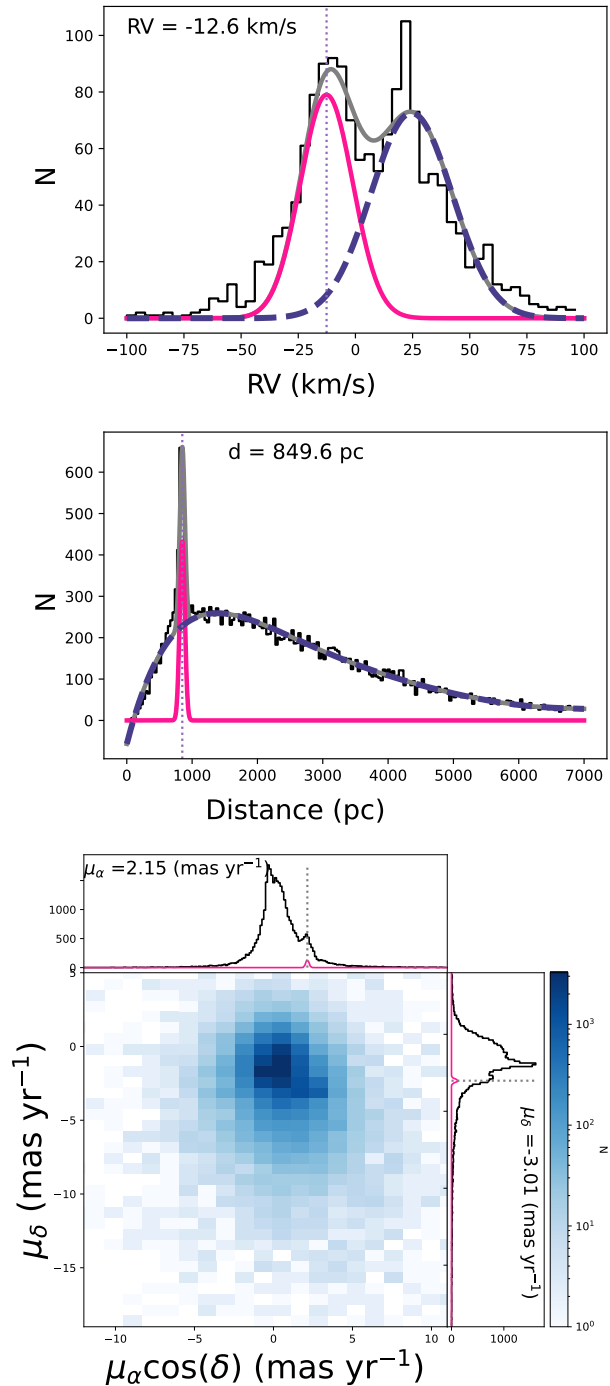 RV = -12.6 km/s
100
80
60
40
20
0
N
−100 −75 −50 −25 0 25 50 75 100
RV (km/s)
d = 849.6 pc
600
500
400
300
200
100
0
N
0 1000 2000 3000 4000 5000 6000 7000
Distance (pc)
μα =2.15 (mas yr⁻¹)
1000
500
0
5
0
−5
−10
−15
μδ (mas yr⁻¹)
−10 −5 0 5 10
μαcos(δ) (mas yr⁻¹)
μδ =-3.01 (mas yr⁻¹)
0 1000
10³
10²
10¹
10⁰
N